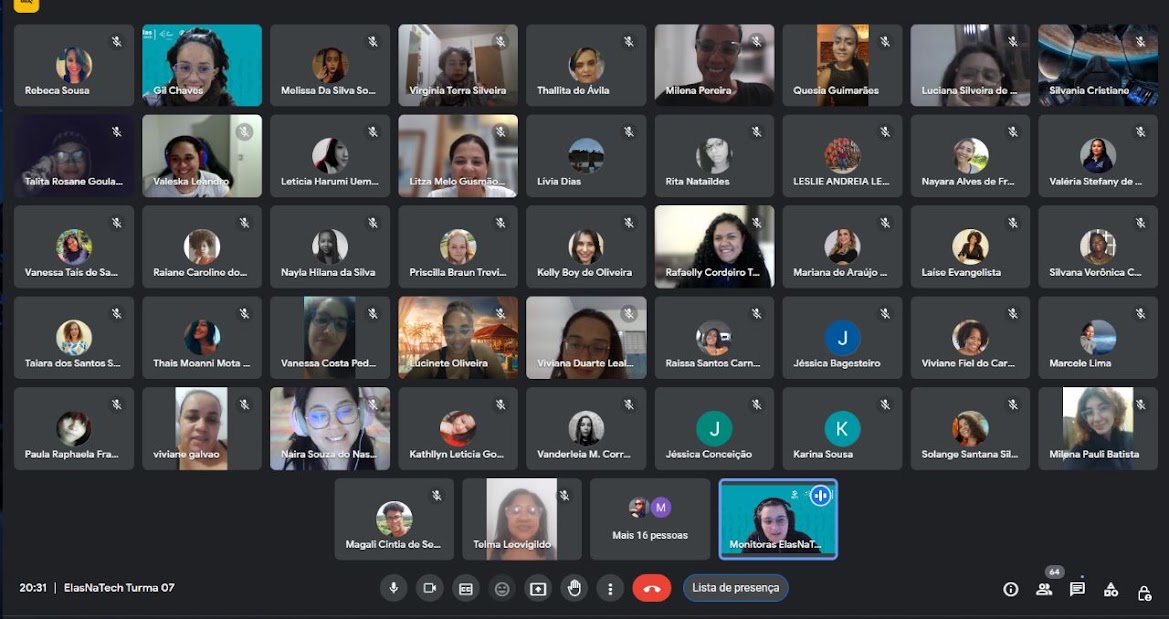 Rebeca Sousa
Gil Chaves
Melissa Da Silva So...
Virginia Terra Silveira
Thallita de Ávila
Milena Pereira
Quesia Guimarães
Luciana Silveira de ...
Silvania Cristiano
Talita Rosane Goula...
Valeska Leandro
Leticia Harumi Uem...
Litza Melo Gusmão...
Livia Dias
Rita Nataildes
LESLIE ANDREIA LE...
Nayara Alves de Fr...
Valéria Stefany de ...
Vanessa Taís de Sa...
Raiane Caroline do...
Nayla Hilana da Silva
Priscilla Braun Trevi...
Kelly Boy de Oliveira
Rafaelly Cordeiro T...
Mariana de Araújo ...
Laíse Evangelista
Silvana Verônica C...
Taiara dos Santos S...
Thais Moanni Mota ...
Vanessa Costa Ped...
Lucinete Oliveira
Viviana Duarte Leal...
Raissa Santos Carn...
J
Jéssica Bagesteiro
Viviane Fiel do Car...
Marcele Lima
Paula Raphaela Fra...
viviane galvao
Naira Souza do Nas...
Kathllyn Leticia Go...
Vanderleia M. Corr...
J
Jéssica Conceição
K
Karina Sousa
Solange Santana Sil...
Milena Pauli Batista
Magali Cintia de Se...
Telma Leovigildo
M
Mais 16 pessoas
Monitoras ElasNaT...
20:31 | ElasNaTech Turma 07
Lista de presença
64